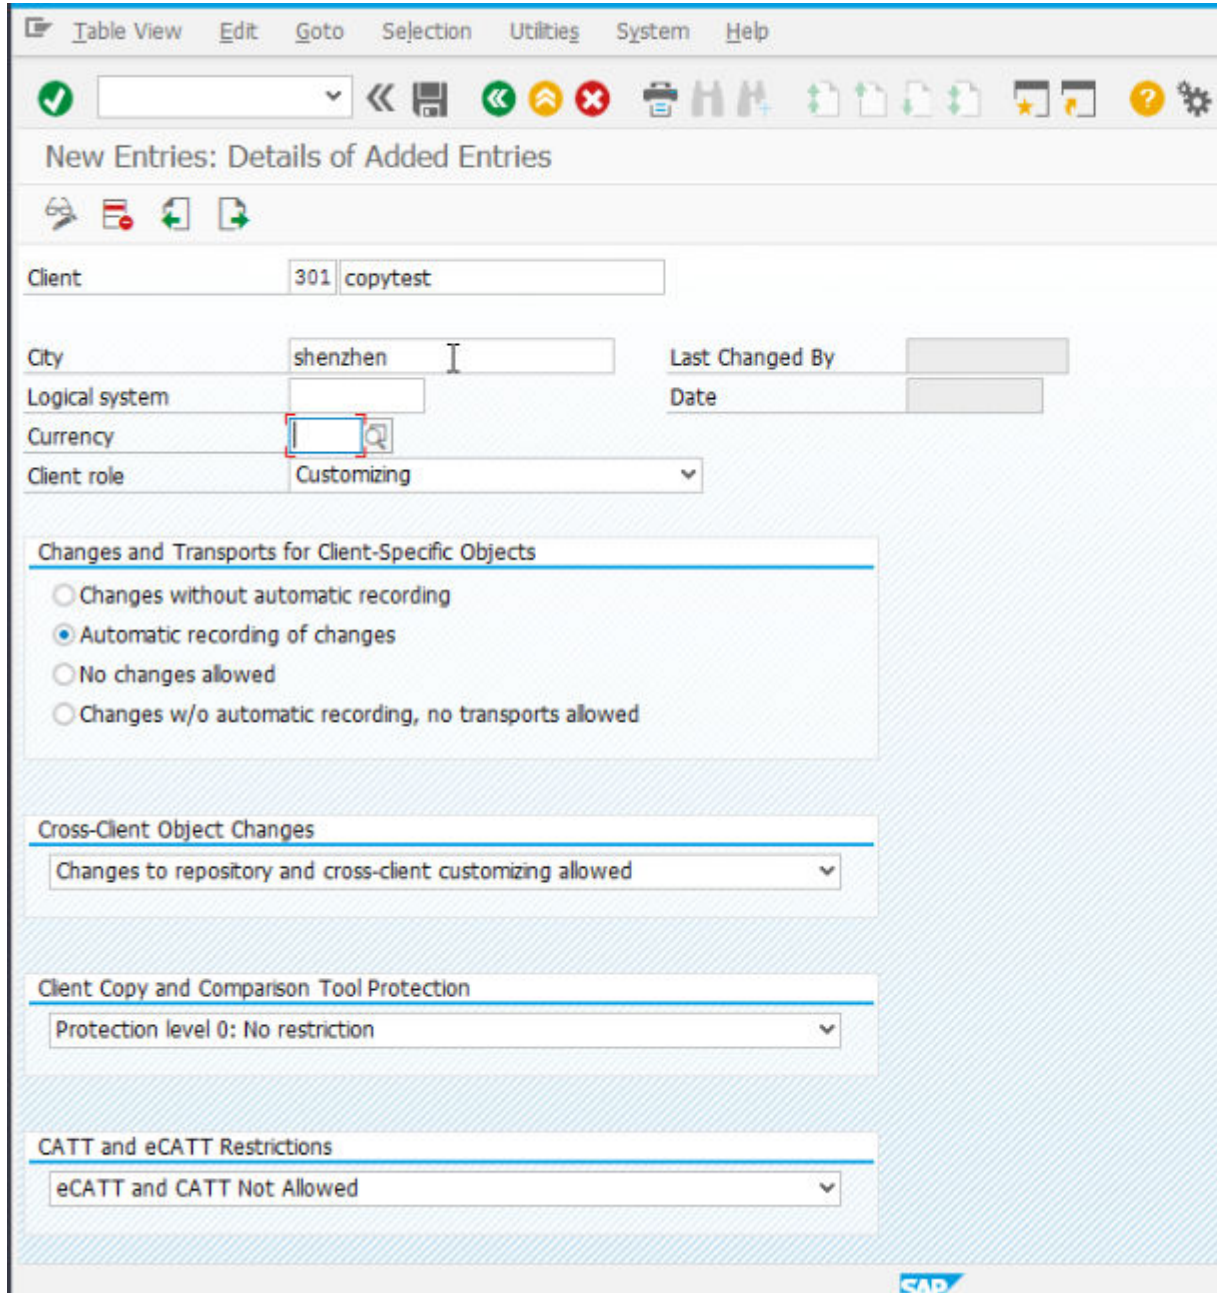 Table View Edit Goto Selection Utilities System Help
New Entries: Details of Added Entries
Client 301 copytest
City shenzhen Last Changed By
Logical system Date
Currency
Client role Customizing
Changes and Transports for Client-Specific Objects
Changes without automatic recording
Automatic recording of changes
No changes allowed
Changes w/o automatic recording, no transports allowed
Cross-Client Object Changes
Changes to repository and cross-client customizing allowed
Client Copy and Comparison Tool Protection
Protection level 0: No restriction
CATT and eCATT Restrictions
eCATT and CATT Not Allowed
SAP